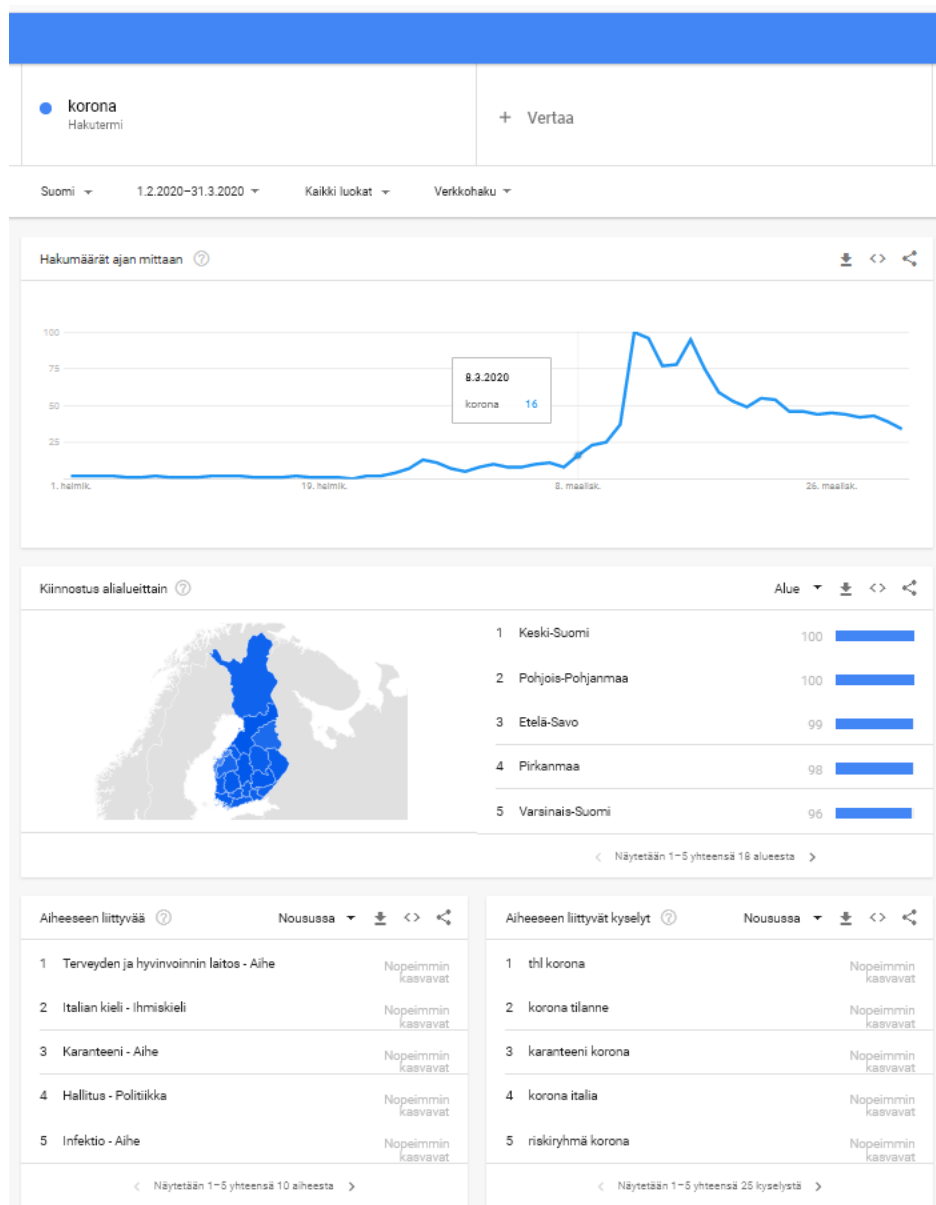 korona
Hakutermi
+ Vertaa
Suomi
1.2.2020–31.3.2020
Kaikki luokat
Verkkohaku
Hakumäärät ajan mittaan
100
75
50
25
8.3.2020
korona 16
1. helmik.
19. helmik.
8. maalisk.
26. maalisk.
Kiinnostus alialueittain
Alue
1 Keski-Suomi 100
2 Pohjois-Pohjanmaa 100
3 Etelä-Savo 99
4 Pirkanmaa 98
5 Varsinais-Suomi 96
Näytetään 1–5 yhteensä 18 alueesta
Aiheeseen liittyvää
Nousussa
1 Terveyden ja hyvinvoinnin laitos - Aihe
Nopeimmin
kasvavat
2 Italian kieli - Ihmiskieli
Nopeimmin
kasvavat
3 Karanteeni - Aihe
Nopeimmin
kasvavat
4 Hallitus - Politiikka
Nopeimmin
kasvavat
5 Infektio - Aihe
Nopeimmin
kasvavat
Näytetään 1–5 yhteensä 10 aiheesta
Aiheeseen liittyvät kyselyt
Nousussa
1 thl korona
Nopeimmin
kasvavat
2 korona tilanne
Nopeimmin
kasvavat
3 karanteeni korona
Nopeimmin
kasvavat
4 korona italia
Nopeimmin
kasvavat
5 riskiryhmä korona
Nopeimmin
kasvavat
Näytetään 1–5 yhteensä 25 kyselystä